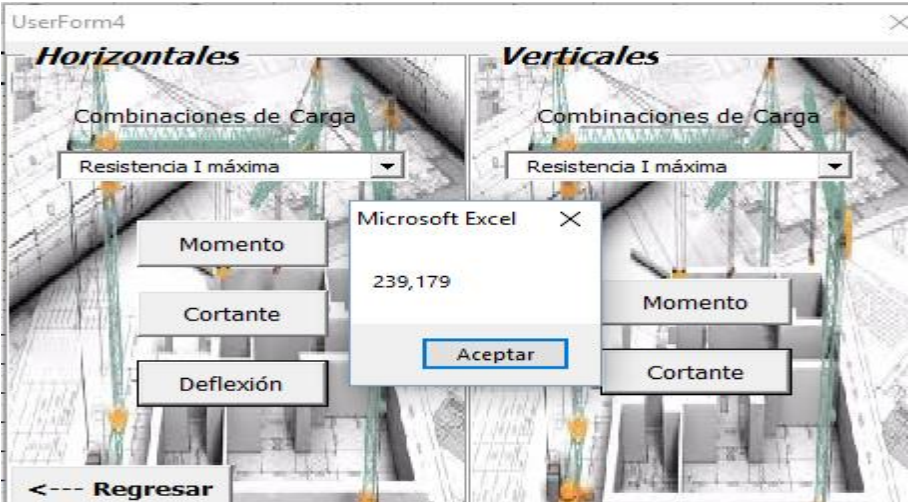 UserForm4
Horizontales
Combinaciones de Carga
Resistencia I máxima
Momento
Cortante
Deflexión
<--- Regresar
Microsoft Excel
239,179
Aceptar
Verticales
Combinaciones de Carga
Resistencia I máxima
Momento
Cortante